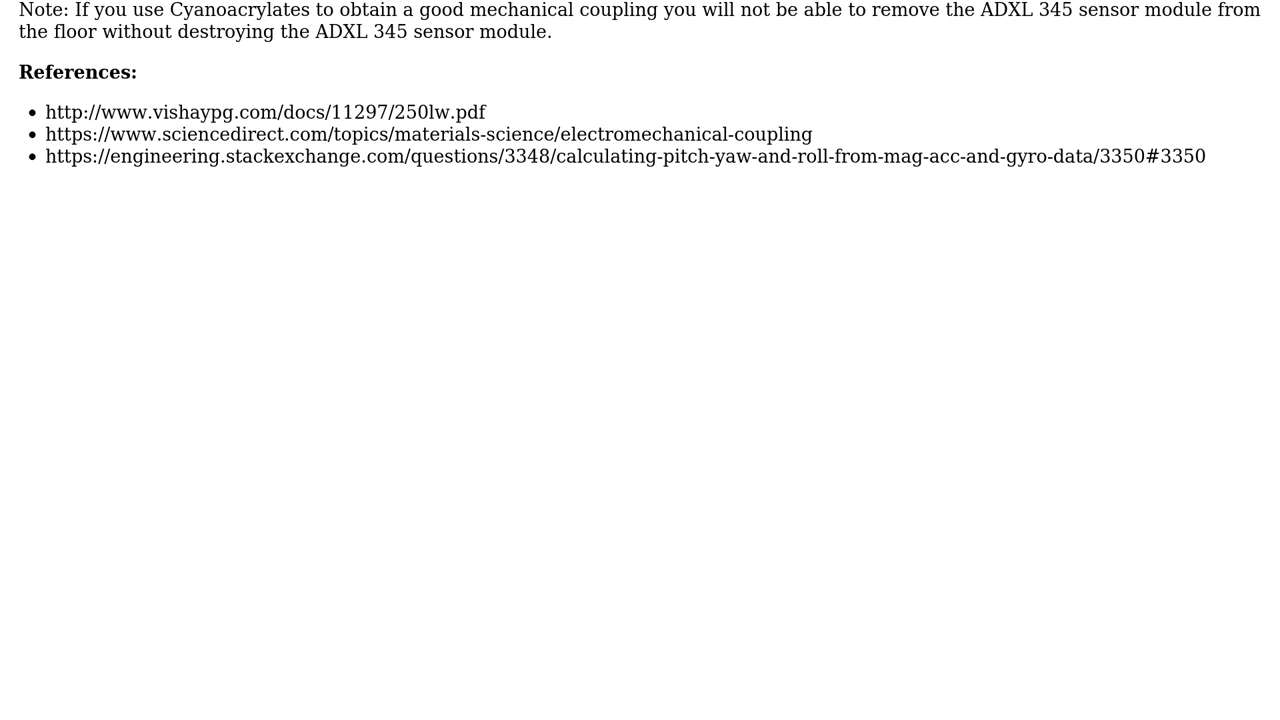 Note: If you use Cyanoacrylates to obtain a good mechanical coupling you will not be able to remove the ADXL 345 sensor module from
the floor without destroying the ADXL 345 sensor module.
References:
• http://www.vishaypg.com/docs/11297/250lw.pdf
• https://www.sciencedirect.com/topics/materials-science/electromechanical-coupling
• https://engineering.stackexchange.com/questions/3348/calculating-pitch-yaw-and-roll-from-mag-acc-and-gyro-data/3350#3350